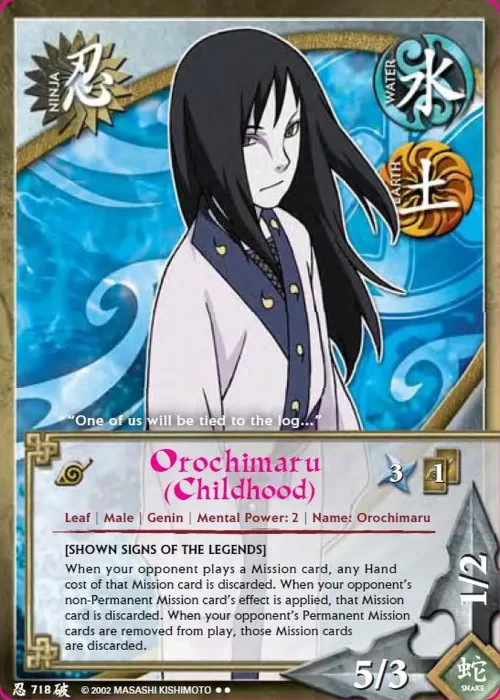 NINJA
忍
WATER
水
EARTH
土
"“One of us will be tied to the log...”
Orochimaru
(Childhood)
3
1
Leaf | Male | Genin | Mental Power: 2 | Name: Orochimaru
[SHOWN SIGNS OF THE LEGENDS]
When your opponent plays a Mission card, any Hand
cost of that Mission card is discarded. When your opponent's
non-Permanent Mission card's effect is applied, that Mission
card is discarded. When your opponent's Permanent Mission
cards are removed from play, those Mission cards
are discarded.
1/2
5/3
蛇
SNAKE
忍 718 破 © 2002 MASASHI KISHIMOTO ●●